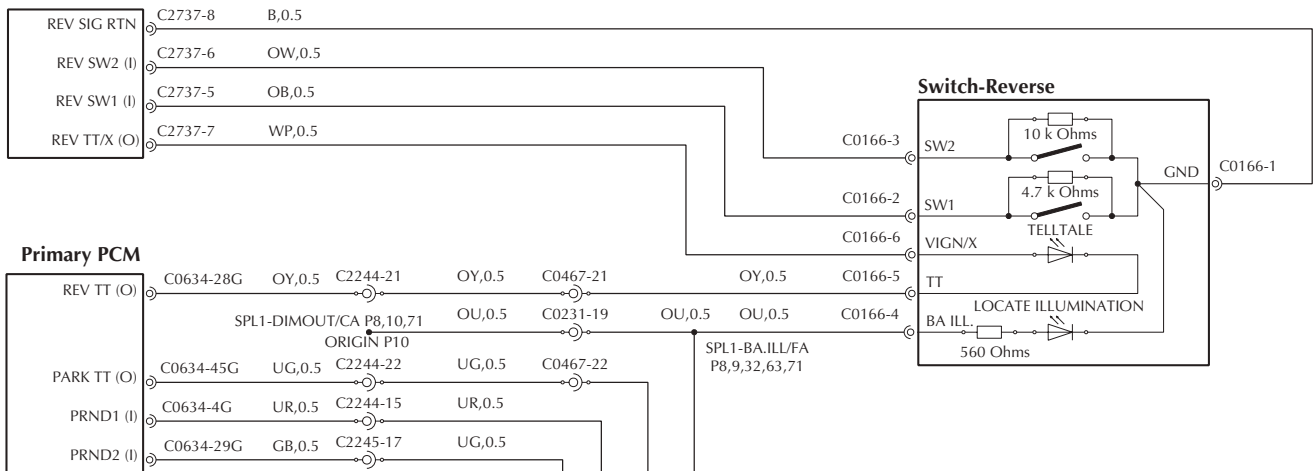 REV SIG RTN C2737-8 B,0.5
REV SW2 (I) C2737-6 OW,0.5
REV SW1 (I) C2737-5 OB,0.5
REV TT/X (O) C2737-7 WP,0.5
Switch-Reverse
10 k Ohms
C0166-3 SW2
GND C0166-1
4.7 k Ohms
C0166-2 SW1
TELLTALE
C0166-6 VIGN/X
Primary PCM
REV TT (O) C0634-28G OY,0.5 C2244-21 OY,0.5 C0467-21 OY,0.5 C0166-5 TT
LOCATE ILLUMINATION
SPL1-DIMOUT/CA P8,10,71 OU,0.5 C0231-19 OU,0.5 OU,0.5 C0166-4 BA ILL.
ORIGIN P10
560 Ohms
SPL1-BA.ILL/FA
P8,9,32,63,71
PARK TT (O) C0634-45G UG,0.5 C2244-22 UG,0.5 C0467-22
PRND1 (I) C0634-4G UR,0.5 C2244-15 UR,0.5
PRND2 (I) C0634-29G GB,0.5 C2245-17 UG,0.5